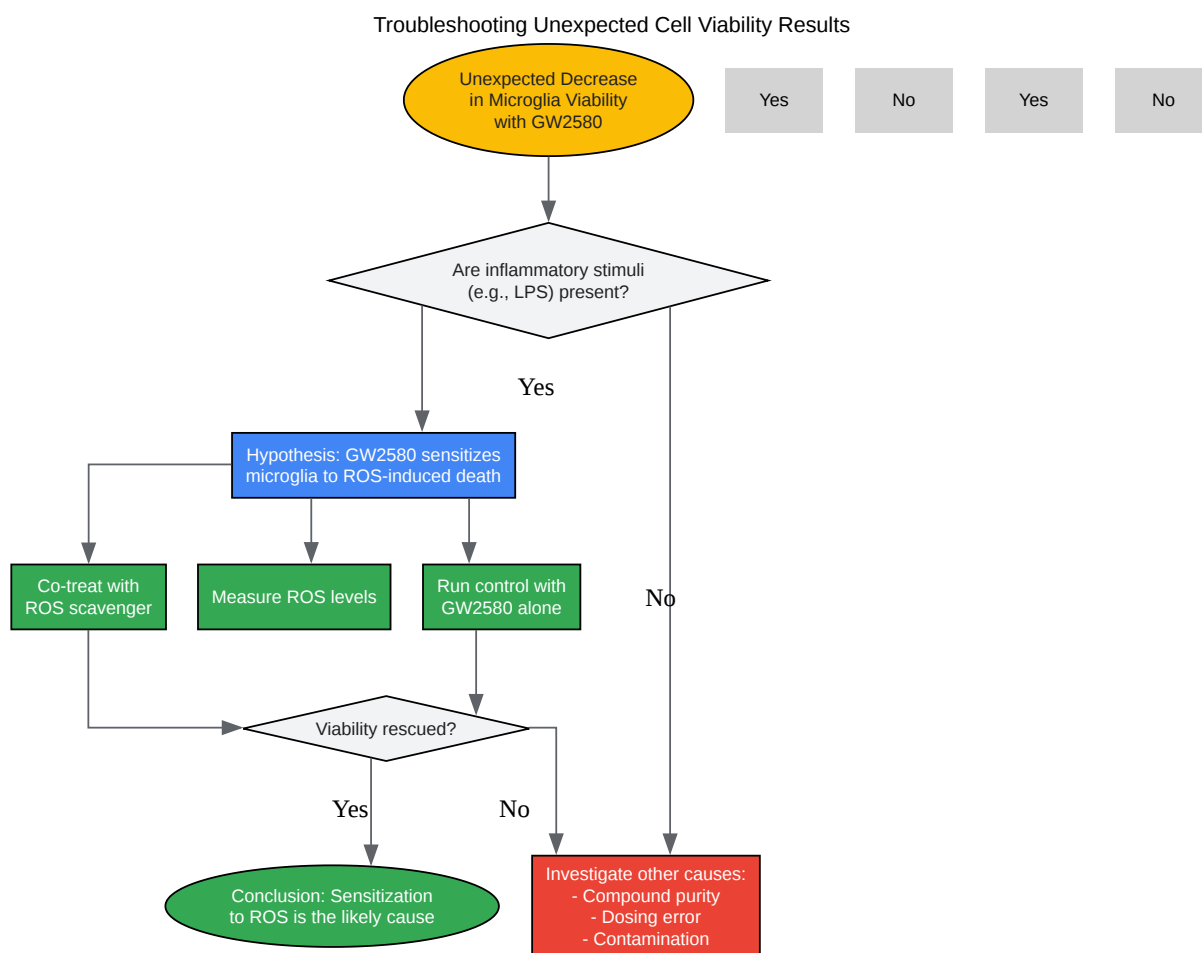 Troubleshooting Unexpected Cell Viability Results
Unexpected Decrease
in Microglia Viability
with GW2580
Yes
No
Yes
No
Are inflammatory stimuli
(e.g., LPS) present?
Yes
Hypothesis: GW2580 sensitizes
microglia to ROS-induced death
Co-treat with
ROS scavenger
Measure ROS levels
Run control with
GW2580 alone
No
Viability rescued?
Yes
No
Conclusion: Sensitization
to ROS is the likely cause
Investigate other causes:
- Compound purity
- Dosing error
- Contamination